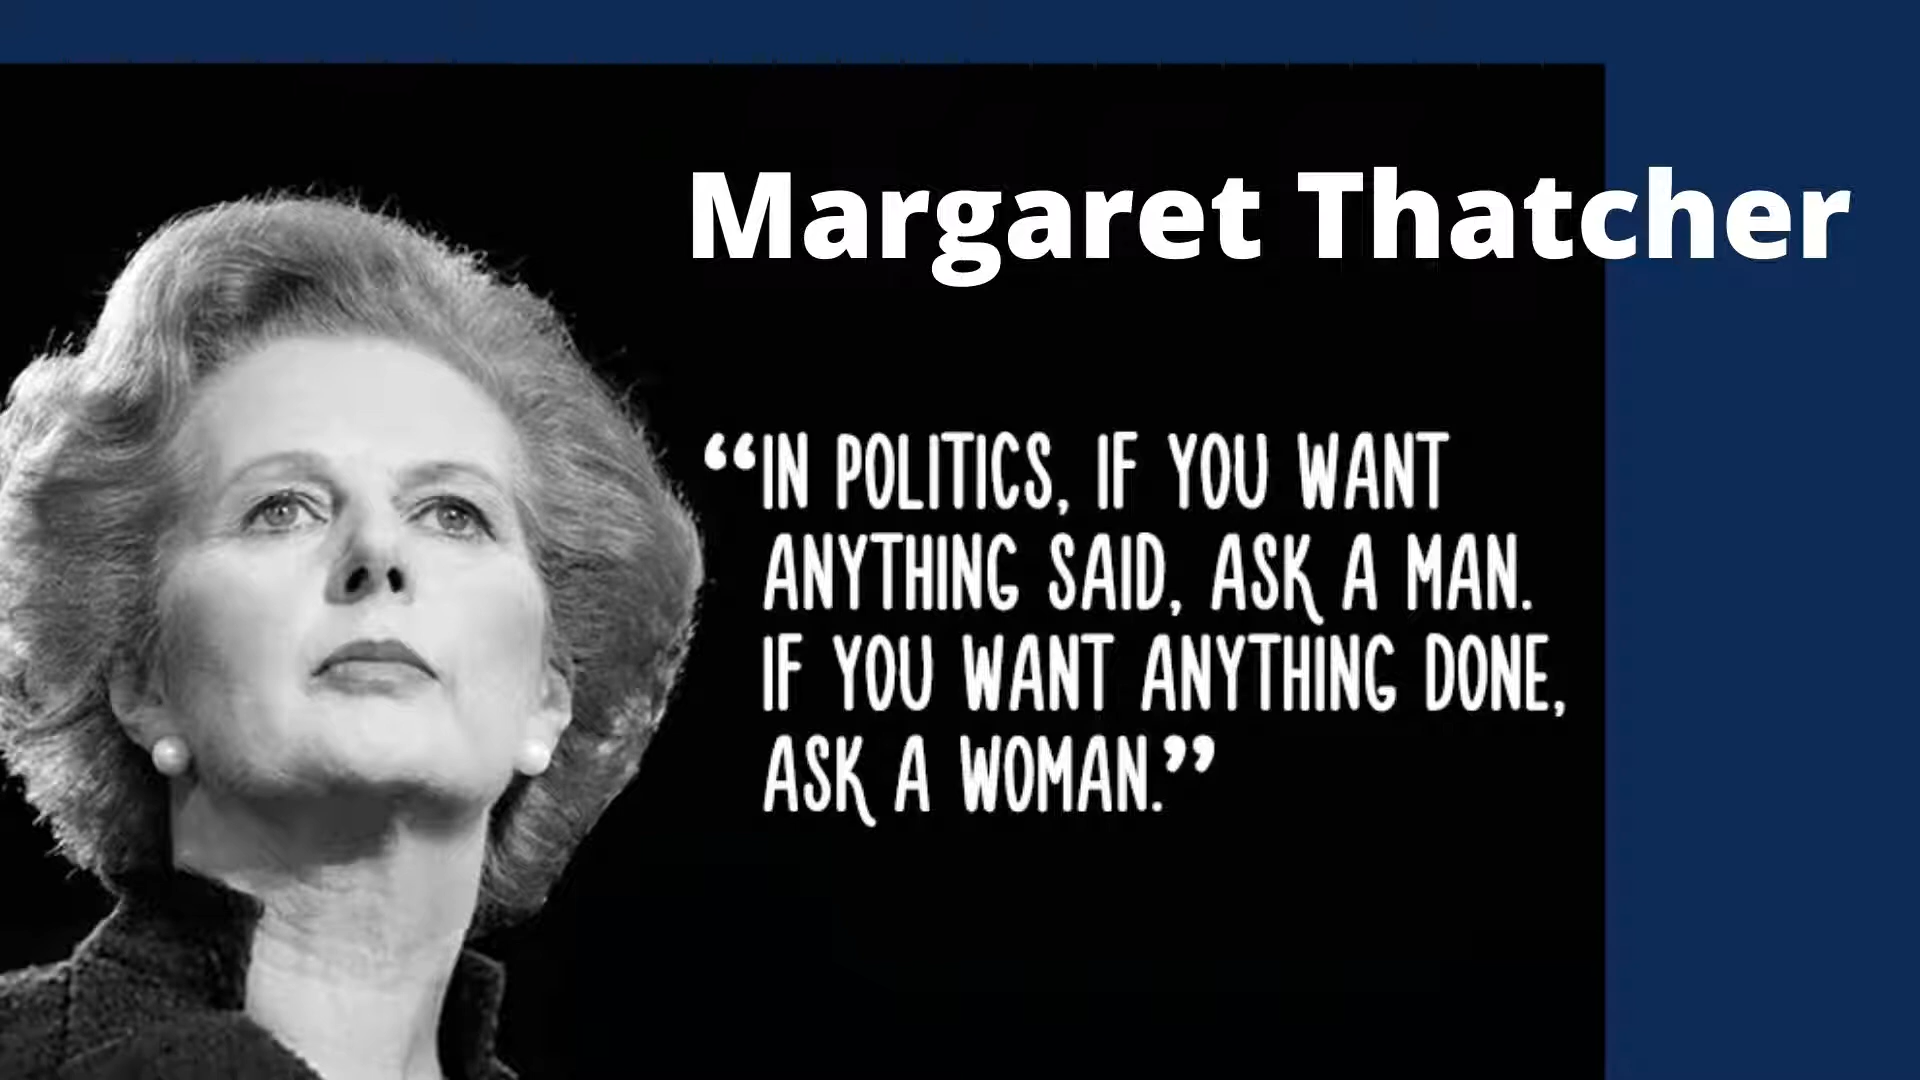 Margaret Thatcher
“IN POLITICS, IF YOU WANT
ANYTHING SAID, ASK A MAN.
IF YOU WANT ANYTHING DONE,
ASK A WOMAN.”